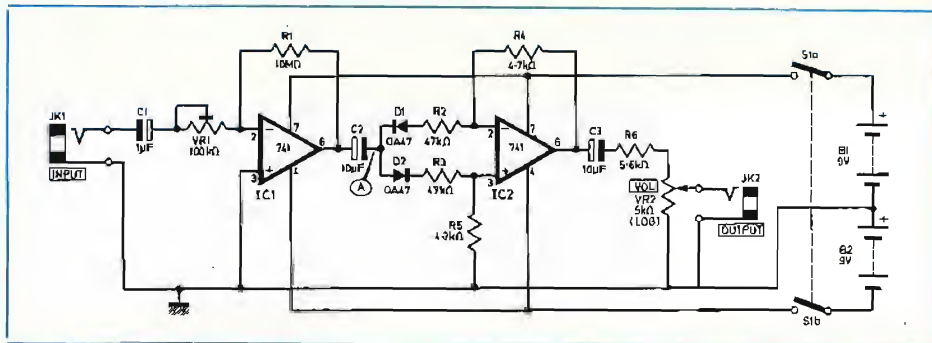 JK1
INPUT
C1
1µF
VR1
100kΩ
R1
10MΩ
2
3
-
+
741
7
4
6
IC1
C2
10µF
A
D1
OA47
D2
OA47
R2
47kΩ
R3
47kΩ
R4
4·7kΩ
R5
4·7kΩ
2
3
-
+
741
7
4
6
IC2
C3
10µF
R6
5·6kΩ
VOL
VR2
5kΩ
(LOG)
JK2
OUTPUT
S1a
S1b
+
B1
9V
+
B2
9V